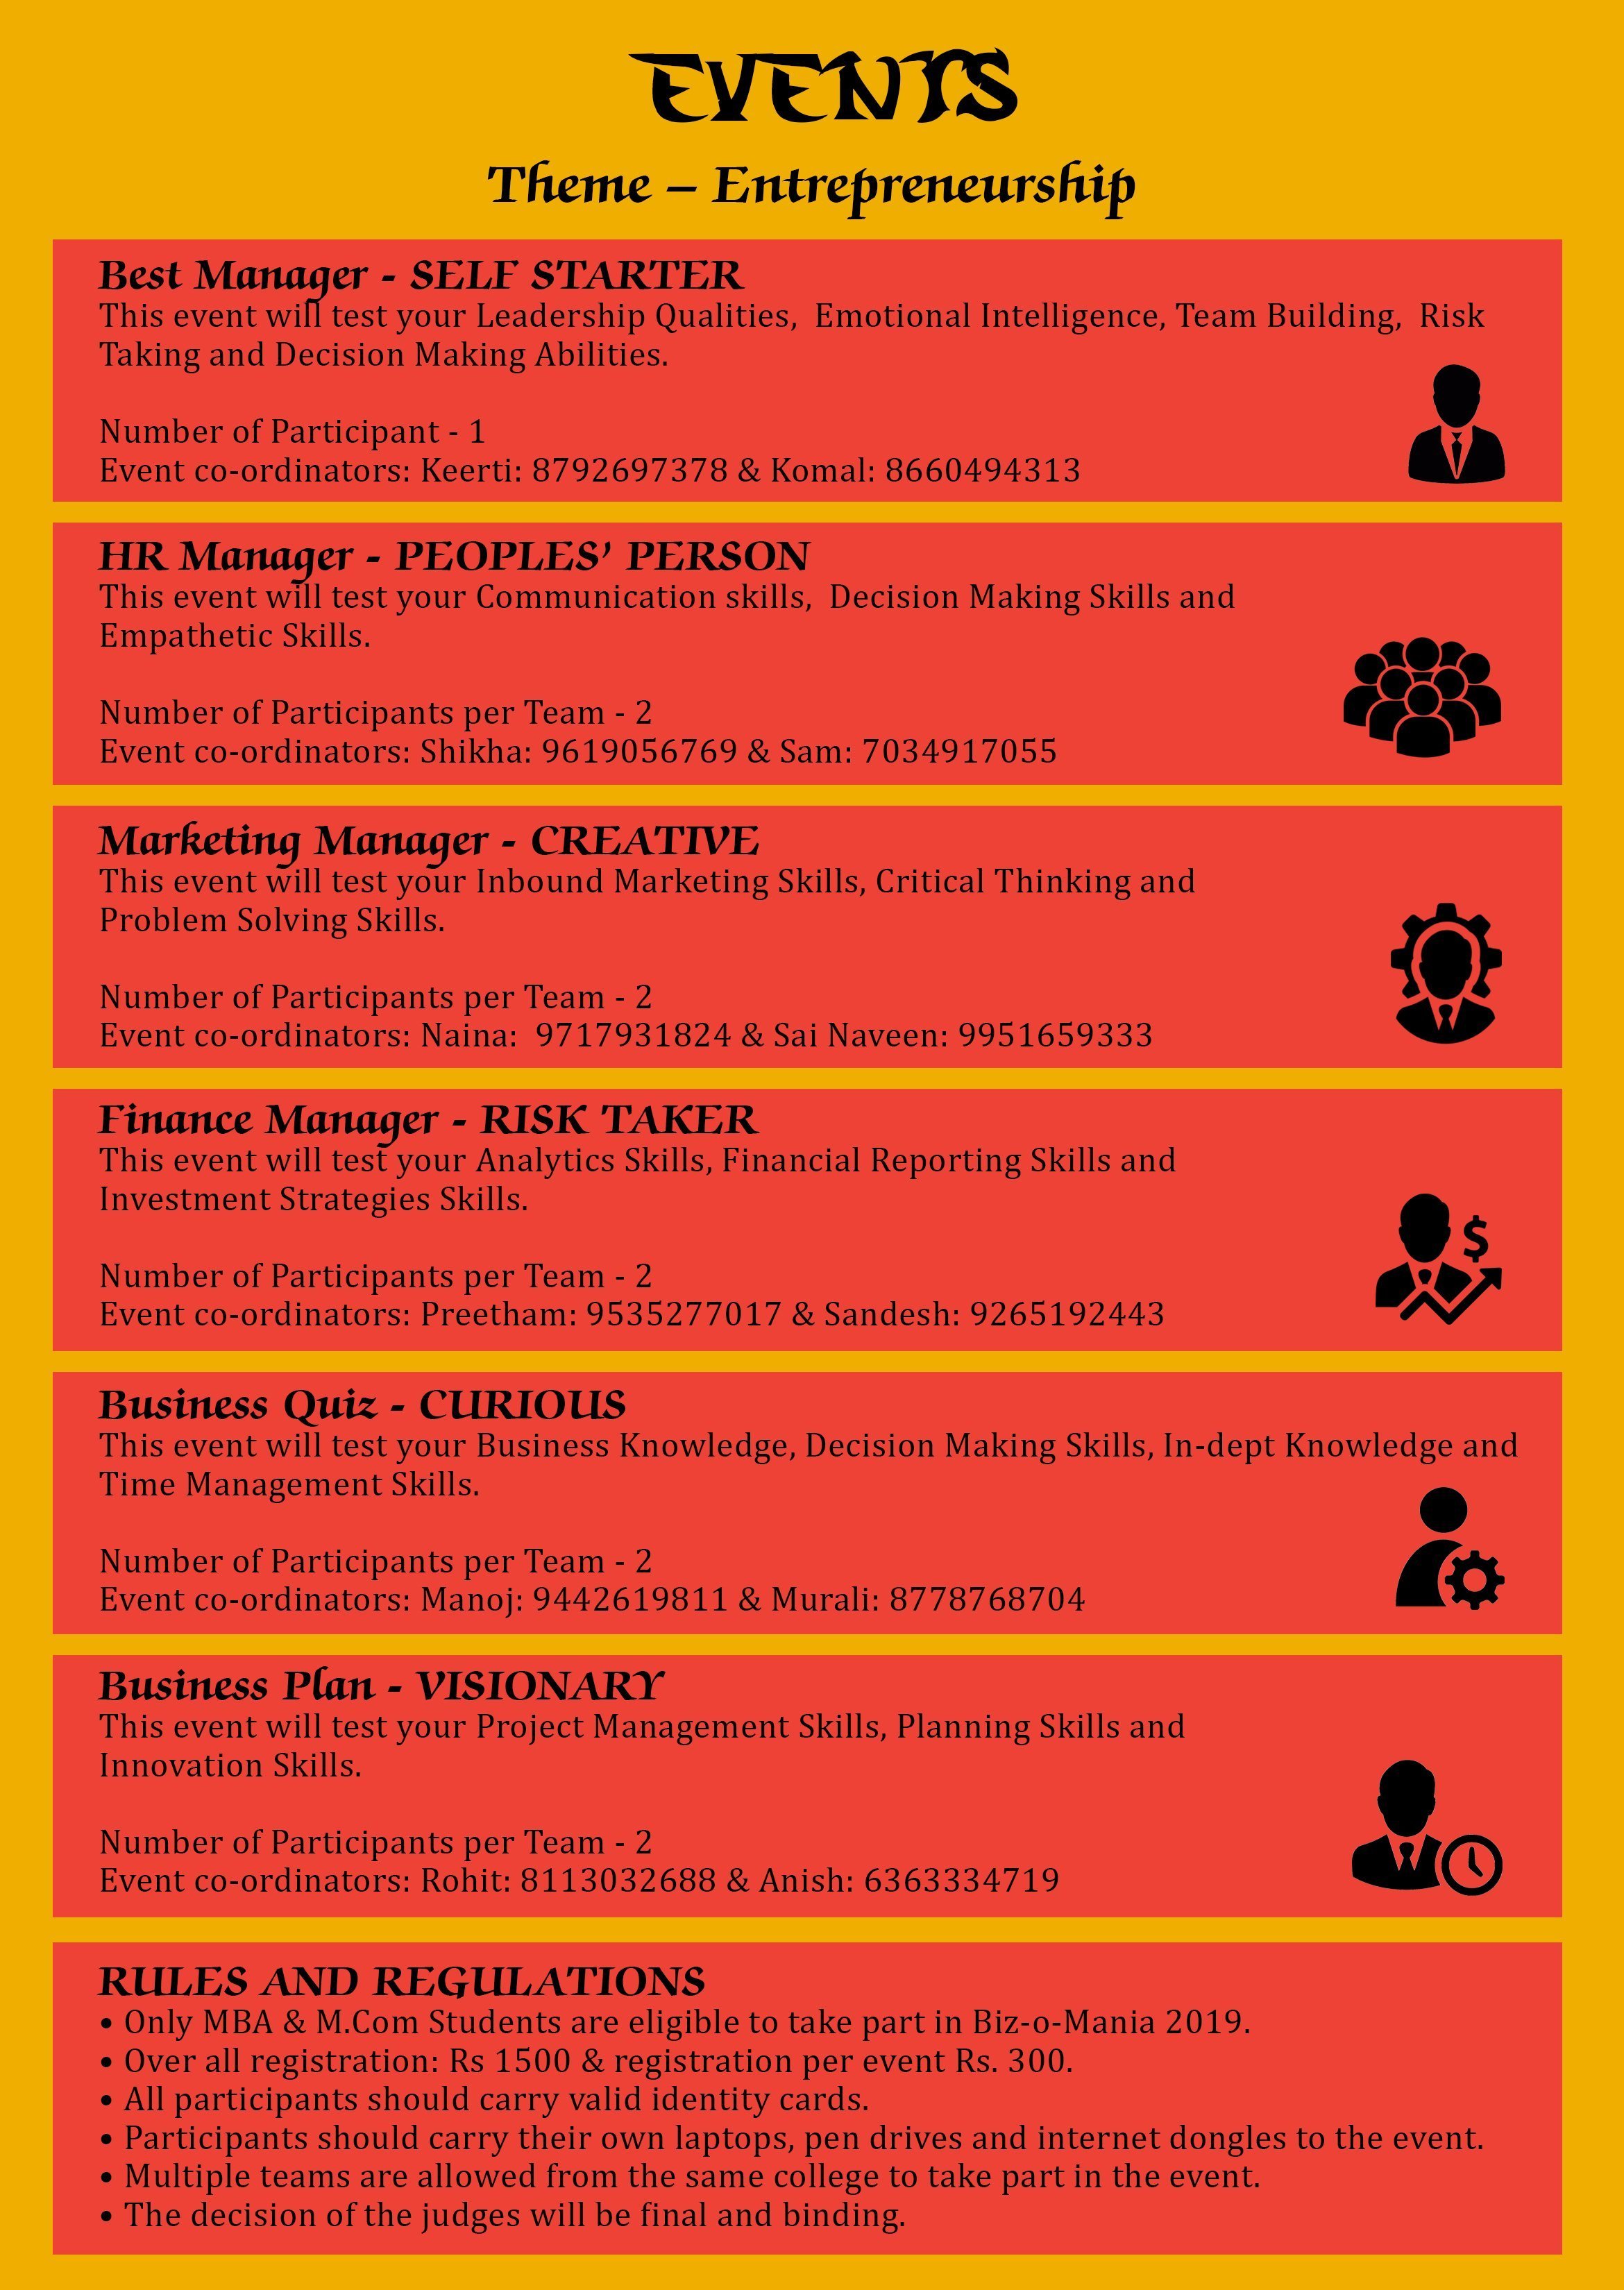 EVENTS
Theme – Entrepreneurship
Best Manager - SELF STARTER
This event will test your Leadership Qualities,  Emotional Intelligence, Team Building,  Risk
Taking and Decision Making Abilities.
Number of Participant - 1
Event co-ordinators: Keerti: 8792697378 & Komal: 8660494313
HR Manager - PEOPLES’ PERSON
This event will test your Communication skills,  Decision Making Skills and
Empathetic Skills.
Number of Participants per Team - 2
Event co-ordinators: Shikha: 9619056769 & Sam: 7034917055
Marketing Manager - CREATIVE
This event will test your Inbound Marketing Skills, Critical Thinking and
Problem Solving Skills.
Number of Participants per Team - 2
Event co-ordinators: Naina:  9717931824 & Sai Naveen: 9951659333
Finance Manager - RISK TAKER
This event will test your Analytics Skills, Financial Reporting Skills and
Investment Strategies Skills.
Number of Participants per Team - 2
Event co-ordinators: Preetham: 9535277017 & Sandesh: 9265192443
$
Business Quiz - CURIOUS
This event will test your Business Knowledge, Decision Making Skills, In-dept Knowledge and
Time Management Skills.
Number of Participants per Team - 2
Event co-ordinators: Manoj: 9442619811 & Murali: 8778768704
Business Plan - VISIONARY
This event will test your Project Management Skills, Planning Skills and
Innovation Skills.
Number of Participants per Team - 2
Event co-ordinators: Rohit: 8113032688 & Anish: 6363334719
RULES AND REGULATIONS
• Only MBA & M.Com Students are eligible to take part in Biz-o-Mania 2019.
• Over all registration: Rs 1500 & registration per event Rs. 300.
• All participants should carry valid identity cards.
• Participants should carry their own laptops, pen drives and internet dongles to the event.
• Multiple teams are allowed from the same college to take part in the event.
• The decision of the judges will be final and binding.